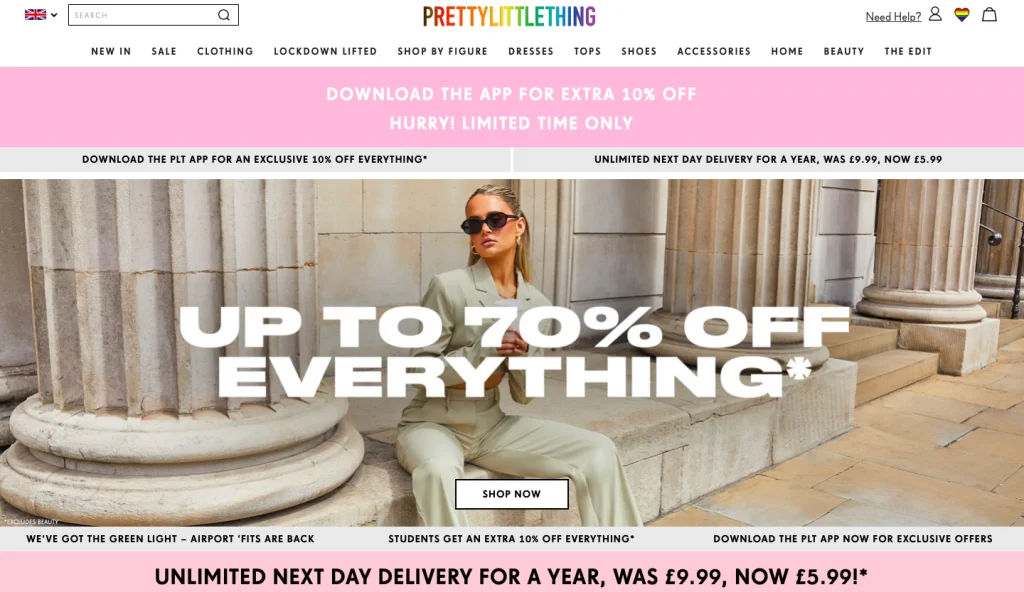 SEARCH
PRETTYLITTLETHING
Need Help?
NEW IN SALE CLOTHING LOCKDOWN LIFTED SHOP BY FIGURE DRESSES TOPS SHOES ACCESSORIES HOME BEAUTY THE EDIT
DOWNLOAD THE APP FOR EXTRA 10% OFF
HURRY! LIMITED TIME ONLY
DOWNLOAD THE PLT APP FOR AN EXCLUSIVE 10% OFF EVERYTHING*
UNLIMITED NEXT DAY DELIVERY FOR A YEAR, WAS £9.99, NOW £5.99
UP TO 70% OFF
EVERYTHING*
SHOP NOW
*EXCLUDES BEAUTY
WE'VE GOT THE GREEN LIGHT – AIRPORT 'FITS ARE BACK
STUDENTS GET AN EXTRA 10% OFF EVERYTHING*
DOWNLOAD THE PLT APP NOW FOR EXCLUSIVE OFFERS
UNLIMITED NEXT DAY DELIVERY FOR A YEAR, WAS £9.99, NOW £5.99!*